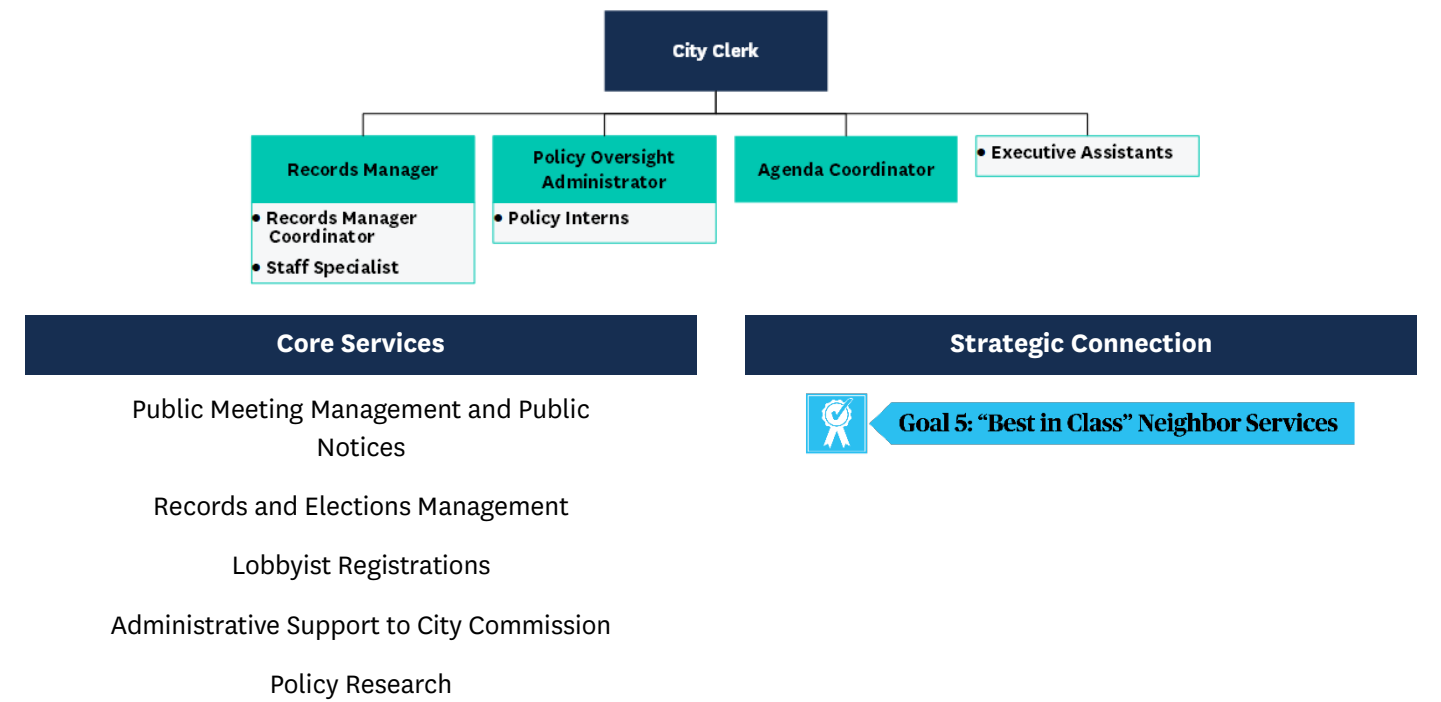 City Clerk
Records Manager
• Records Manager
Coordinator
• Staff Specialist
Policy Oversight
Administrator
• Policy Interns
Agenda Coordinator
• Executive Assistants
Core Services
Public Meeting Management and Public
Notices
Records and Elections Management
Lobbyist Registrations
Administrative Support to City Commission
Policy Research
Strategic Connection
Goal 5: “Best in Class” Neighbor Services